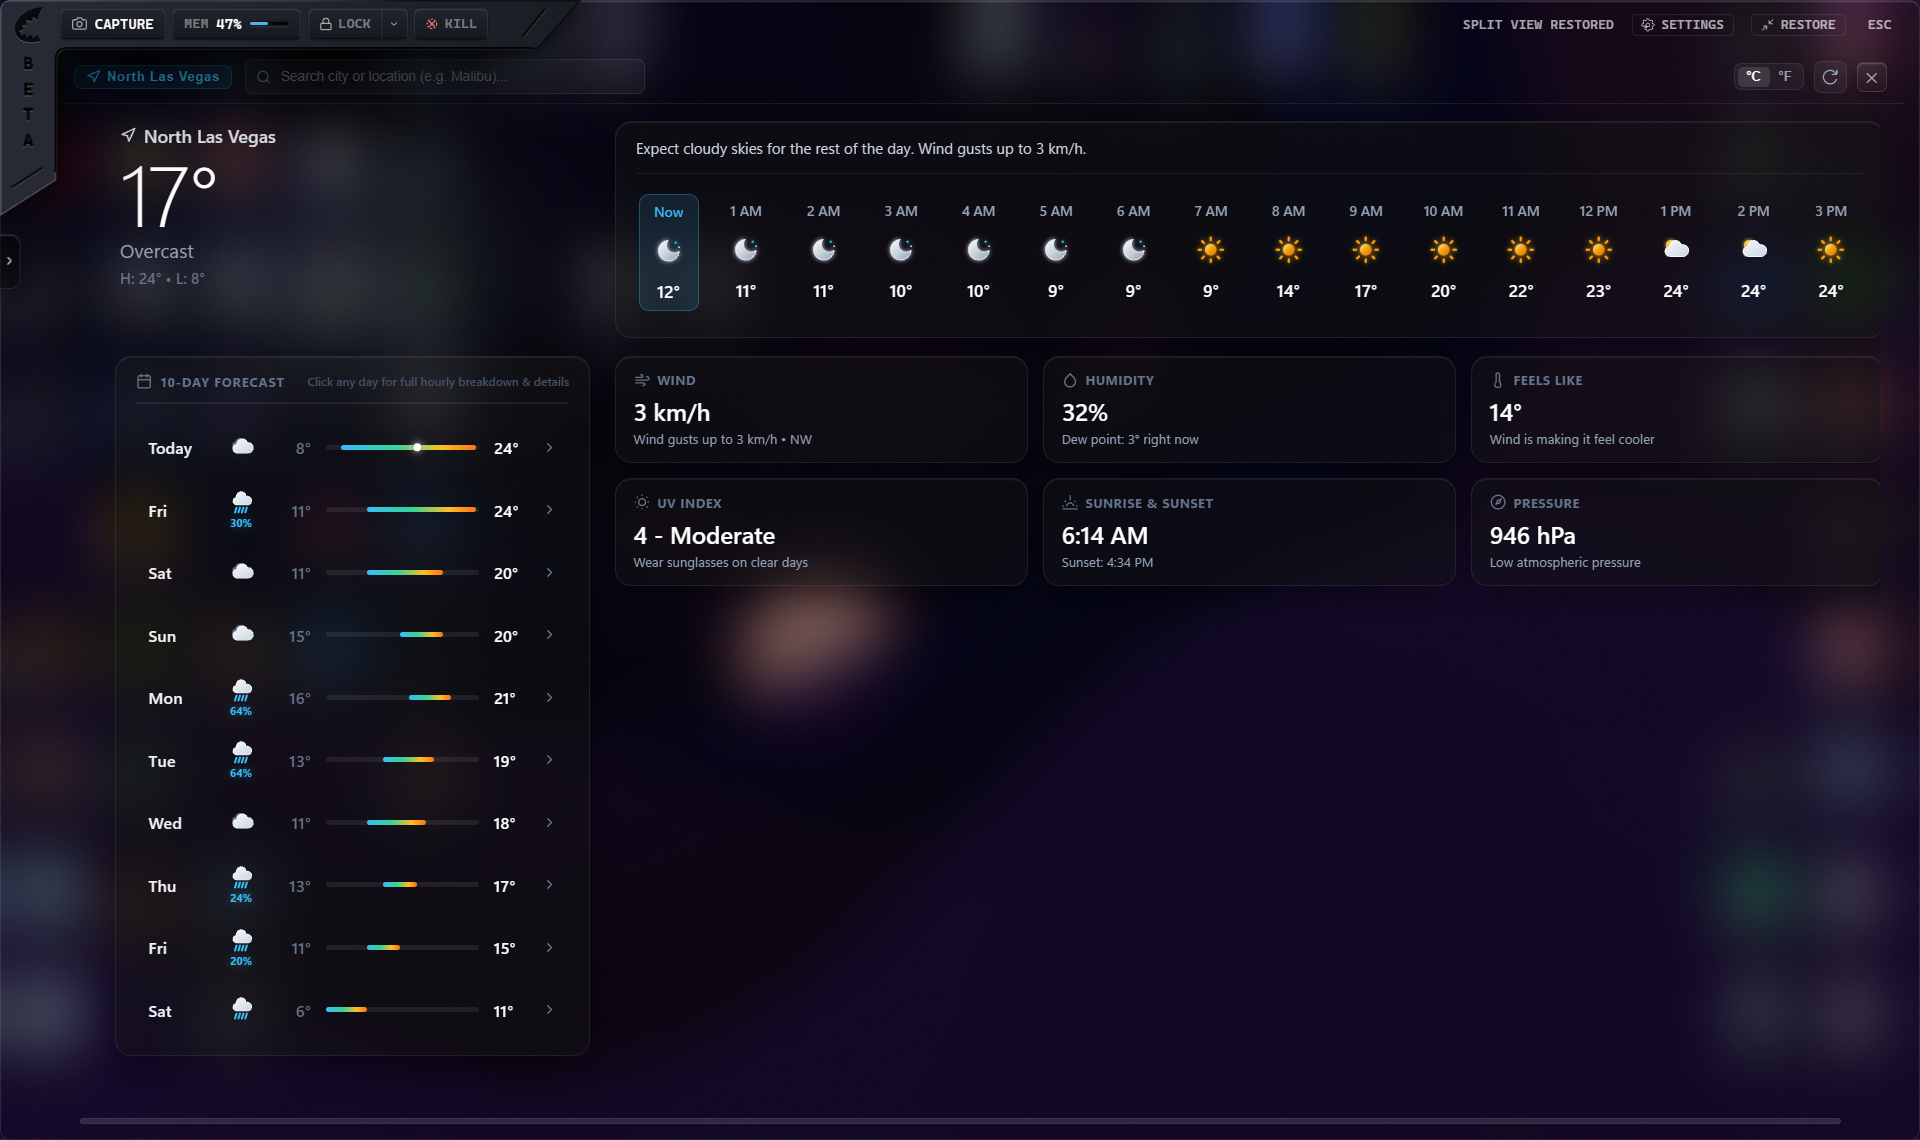 CAPTURE
MEM 47%
LOCK
KILL
SPLIT VIEW RESTORED
SETTINGS
RESTORE
ESC
BETA
North Las Vegas
Search city or location (e.g. Malibu)...
°C °F
North Las Vegas
17°
Overcast
H: 24° • L: 8°
Expect cloudy skies for the rest of the day. Wind gusts up to 3 km/h.
Now 1 AM 2 AM 3 AM 4 AM 5 AM 6 AM 7 AM 8 AM 9 AM 10 AM 11 AM 12 PM 1 PM 2 PM 3 PM
12° 11° 11° 10° 10° 9° 9° 9° 14° 17° 20° 22° 23° 24° 24° 24°
10-DAY FORECAST Click any day for full hourly breakdown & details
Today 8° 24°
Fri 30% 11° 24°
Sat 11° 20°
Sun 15° 20°
Mon 64% 16° 21°
Tue 64% 13° 19°
Wed 11° 18°
Thu 24% 13° 17°
Fri 20% 11° 15°
Sat 6° 11°
WIND
3 km/h
Wind gusts up to 3 km/h • NW
HUMIDITY
32%
Dew point: 3° right now
FEELS LIKE
14°
Wind is making it feel cooler
UV INDEX
4 - Moderate
Wear sunglasses on clear days
SUNRISE & SUNSET
6:14 AM
Sunset: 4:34 PM
PRESSURE
946 hPa
Low atmospheric pressure